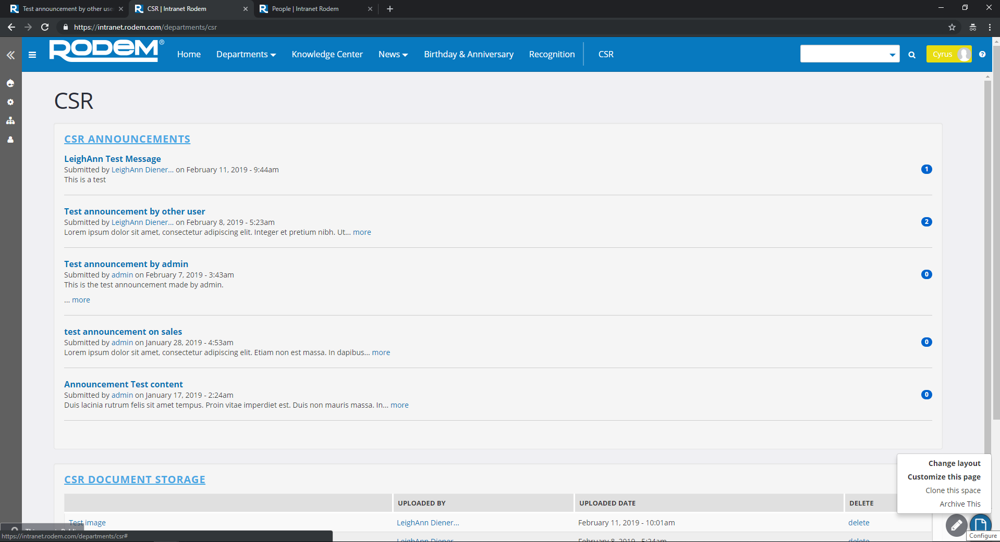 Test announcement by other use
CSR | Intranet Rodem
People | Intranet Rodem
https://intranet.rodem.com/departments/csr
RODEM®
Home
Departments
Knowledge Center
News
Birthday & Anniversary
Recognition
CSR
Cyrus
CSR
CSR ANNOUNCEMENTS
LeighAnn Test Message
Submitted by LeighAnn Diener... on February 11, 2019 - 9:44am
1
This is a test
Test announcement by other user
Submitted by LeighAnn Diener... on February 8, 2019 - 5:23am
2
Lorem ipsum dolor sit amet, consectetur adipiscing elit. Integer et pretium nibh. Ut... more
Test announcement by admin
Submitted by admin on February 7, 2019 - 3:43am
0
This is the test announcement made by admin.
... more
test announcement on sales
Submitted by admin on January 28, 2019 - 4:53am
0
Lorem ipsum dolor sit amet, consectetur adipiscing elit. Etiam non est massa. In dapibus... more
Announcement Test content
Submitted by admin on January 17, 2019 - 2:24am
0
Duis lacinia rutrum felis sit amet tempus. Proin vitae imperdiet est. Duis non mauris massa. In... more
Change layout
Customize this page
Clone this space
Archive This
CSR DOCUMENT STORAGE
UPLOADED BY
UPLOADED DATE
DELETE
Test image
LeighAnn Diener...
February 11, 2019 - 10:01am
delete
https://intranet.rodem.com/departments/csr#
LeighAnn Diener
February 8, 2019 - 5:24am
delete
Configure